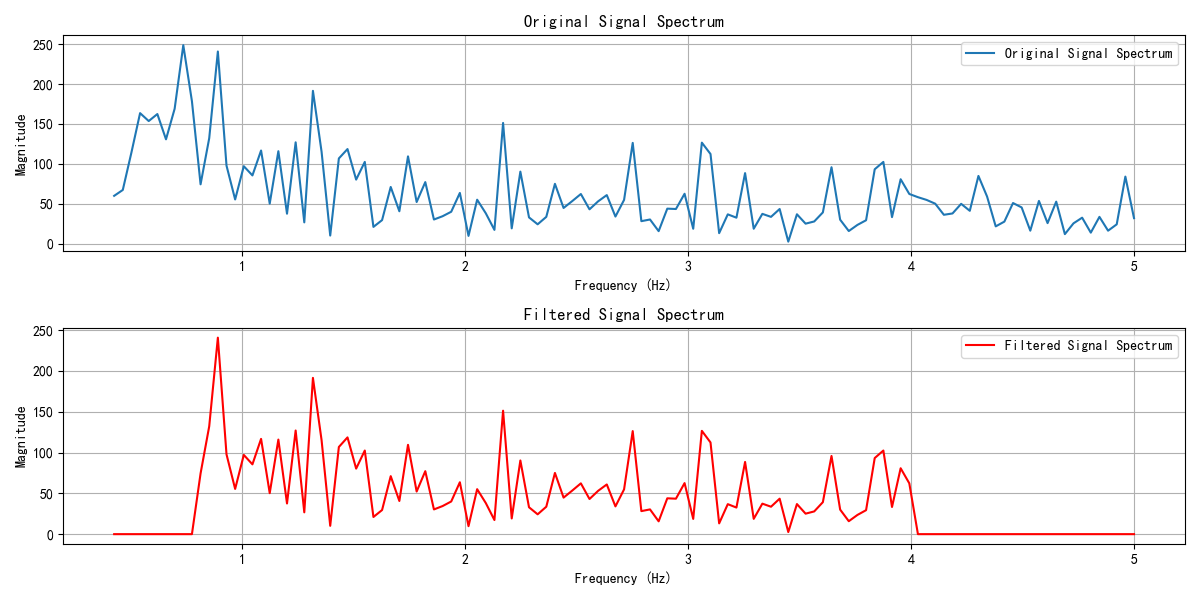 Original Signal Spectrum
Magnitude
250
200
150
100
50
0
Original Signal Spectrum
1 2 3 4 5
Frequency (Hz)
Filtered Signal Spectrum
Magnitude
250
200
150
100
50
0
Filtered Signal Spectrum
1 2 3 4 5
Frequency (Hz)